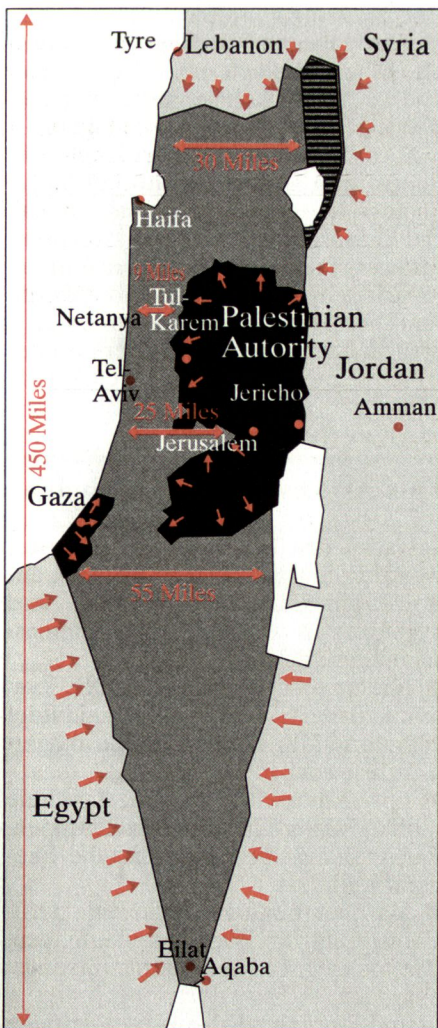 Tyre
Lebanon
Syria
30 Miles
Haifa
9 Miles
Tul-
Karem
Netanya
Palestinian
Autority
Tel-
Aviv
Jericho
Jordan
Amman
25 Miles
Jerusalem
450 Miles
Gaza
55 Miles
Egypt
Eilat
Aqaba